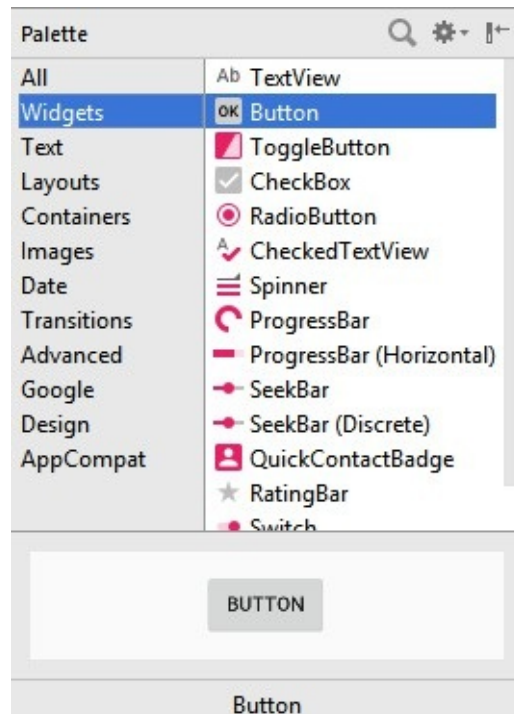 Palette
All
Widgets
Text
Layouts
Containers
Images
Date
Transitions
Advanced
Google
Design
AppCompat
Ab TextView
OK Button
ToggleButton
CheckBox
RadioButton
A CheckedTextView
Spinner
ProgressBar
ProgressBar (Horizontal)
SeekBar
SeekBar (Discrete)
QuickContactBadge
RatingBar
Switch
BUTTON
Button